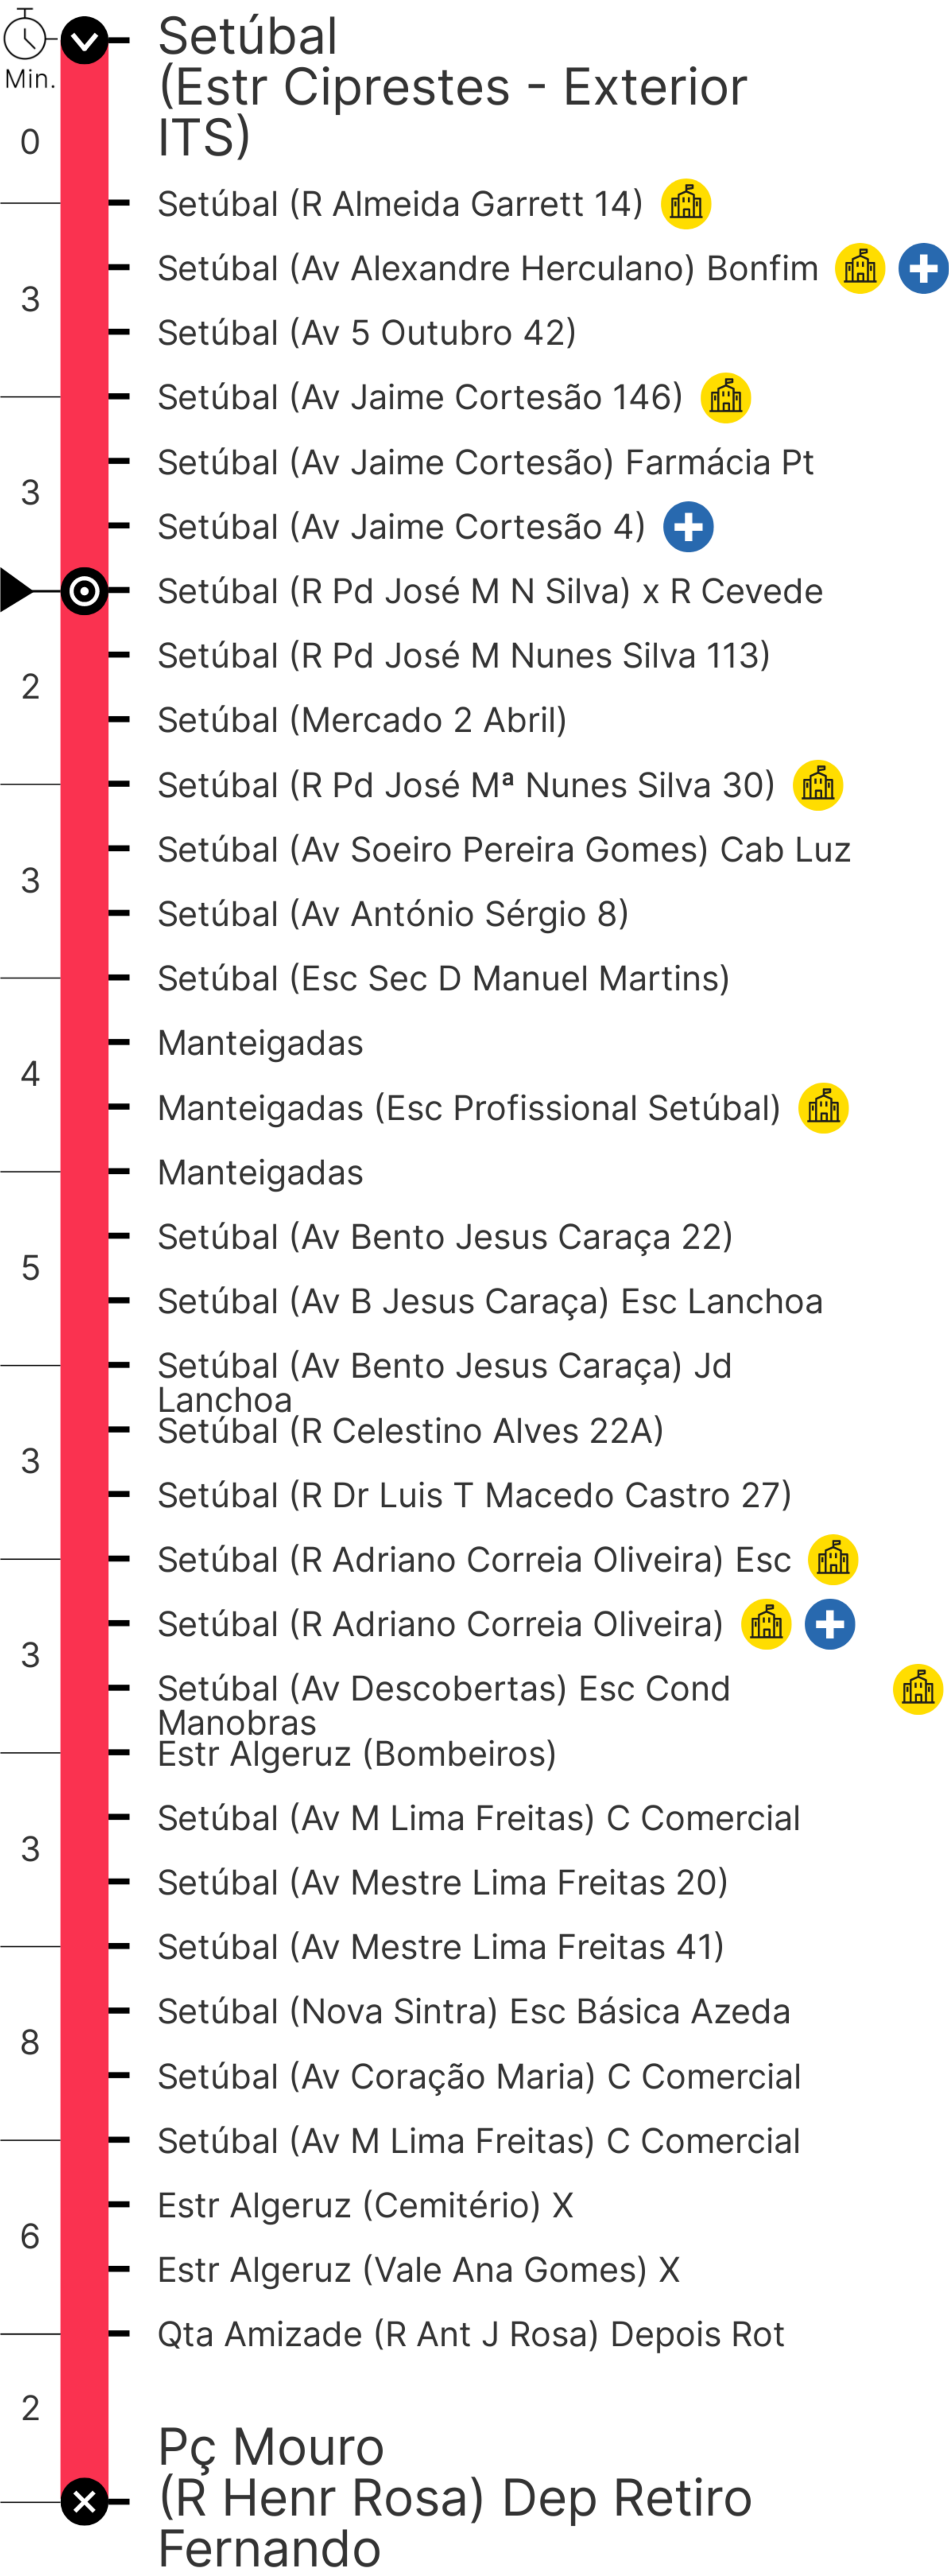 Min.
Setúbal
(Estr Ciprestes - Exterior
ITS)
0
Setúbal (R Almeida Garrett 14)
Setúbal (Av Alexandre Herculano) Bonfim
3
Setúbal (Av 5 Outubro 42)
Setúbal (Av Jaime Cortesão 146)
Setúbal (Av Jaime Cortesão) Farmácia Pt
3
Setúbal (Av Jaime Cortesão 4)
Setúbal (R Pd José M N Silva) x R Cevede
Setúbal (R Pd José M Nunes Silva 113)
2
Setúbal (Mercado 2 Abril)
Setúbal (R Pd José Mª Nunes Silva 30)
Setúbal (Av Soeiro Pereira Gomes) Cab Luz
3
Setúbal (Av António Sérgio 8)
Setúbal (Esc Sec D Manuel Martins)
Manteigadas
4
Manteigadas (Esc Profissional Setúbal)
Manteigadas
Setúbal (Av Bento Jesus Caraça 22)
5
Setúbal (Av B Jesus Caraça) Esc Lanchoa
Setúbal (Av Bento Jesus Caraça) Jd
Lanchoa
Setúbal (R Celestino Alves 22A)
3
Setúbal (R Dr Luis T Macedo Castro 27)
Setúbal (R Adriano Correia Oliveira) Esc
Setúbal (R Adriano Correia Oliveira)
3
Setúbal (Av Descobertas) Esc Cond
Manobras
Estr Algeruz (Bombeiros)
Setúbal (Av M Lima Freitas) C Comercial
3
Setúbal (Av Mestre Lima Freitas 20)
Setúbal (Av Mestre Lima Freitas 41)
Setúbal (Nova Sintra) Esc Básica Azeda
8
Setúbal (Av Coração Maria) C Comercial
Setúbal (Av M Lima Freitas) C Comercial
Estr Algeruz (Cemitério) X
6
Estr Algeruz (Vale Ana Gomes) X
Qta Amizade (R Ant J Rosa) Depois Rot
2
Pç Mouro
(R Henr Rosa) Dep Retiro
Fernando